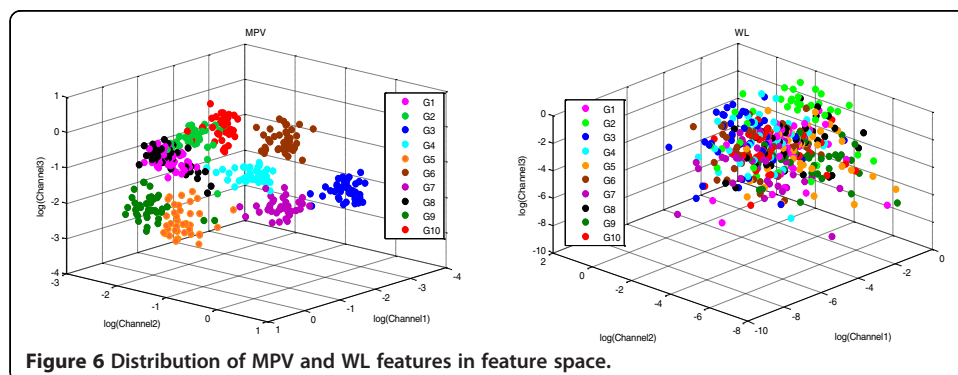 MPV
1
0
-1
-2
-3
-4
log(Channel3)
-3
-2
-1
0
1
log(Channel2)
1
0
-1
-2
-3
-4
log(Channel1)
G1
G2
G3
G4
G5
G6
G7
G8
G9
G10
WL
0
-2
-4
-6
-8
-10
log(Channel3)
2
0
-2
-4
-6
-8
log(Channel2)
-10
-8
-6
-4
-2
0
log(Channel1)
G1
G2
G3
G4
G5
G6
G7
G8
G9
G10
Figure 6 Distribution of MPV and WL features in feature space.